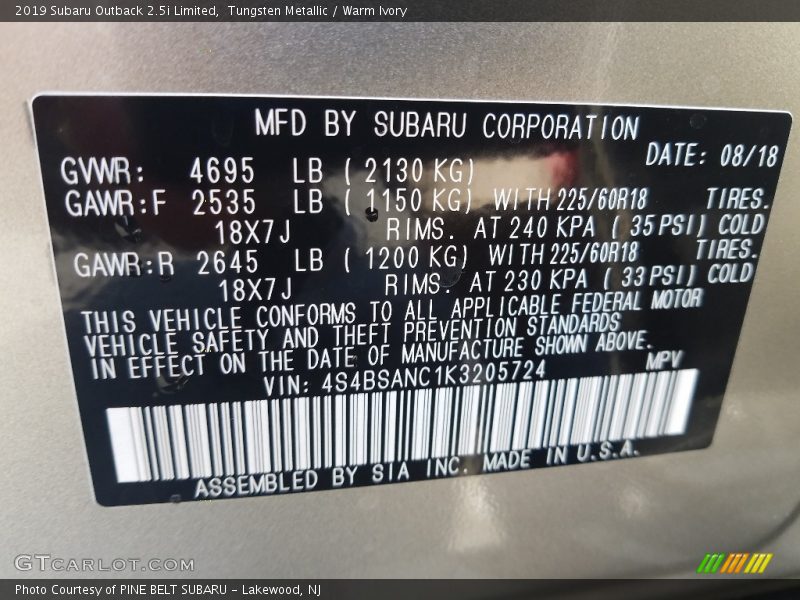 2019 Subaru Outback 2.5i Limited, Tungsten Metallic / Warm Ivory
MFD BY SUBARU CORPORATION
DATE: 08/18
GVWR: 4695 LB ( 2130 KG)
GAWR:F 2535 LB ( 1150 KG) WITH 225/60R18 TIRES.
18X7J RIMS. AT 240 KPA ( 35 PSI) COLD
GAWR:R 2645 LB ( 1200 KG) WITH 225/60R18 TIRES.
18X7J RIMS. AT 230 KPA ( 33 PSI) COLD
THIS VEHICLE CONFORMS TO ALL APPLICABLE FEDERAL MOTOR
VEHICLE SAFETY AND THEFT PREVENTION STANDARDS
IN EFFECT ON THE DATE OF MANUFACTURE SHOWN ABOVE.
VIN: 4S4BSANC1K3205724 MPV
ASSEMBLED BY SIA INC. MADE IN U.S.A.
GTCARLOT.COM
Photo Courtesy of PINE BELT SUBARU - Lakewood, NJ